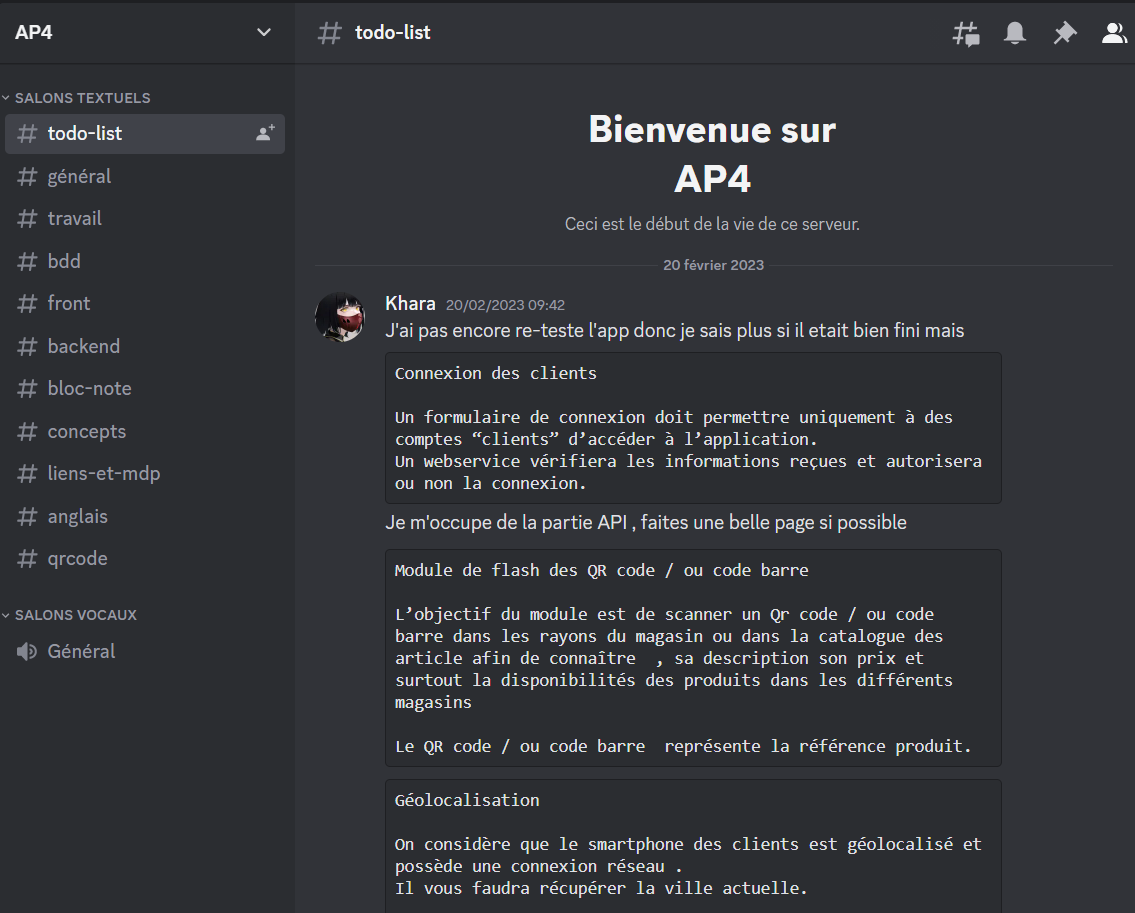 AP4
SALONS TEXTUELS
todo-list
général
travail
bdd
front
backend
bloc-note
concepts
liens-et-mdp
anglais
qrcode
SALONS VOCAUX
Général
todo-list
Bienvenue sur
AP4
Ceci est le début de la vie de ce serveur.
20 février 2023
Khara 20/02/2023 09:42
J'ai pas encore re-teste l'app donc je sais plus si il etait bien fini mais
Connexion des clients
Un formulaire de connexion doit permettre uniquement à des
comptes “clients” d’accéder à l’application.
Un webservice vérifiera les informations reçues et autorisera
ou non la connexion.
Je m'occupe de la partie API , faites une belle page si possible
Module de flash des QR code / ou code barre
L’objectif du module est de scanner un Qr code / ou code
barre dans les rayons du magasin ou dans la catalogue des
article afin de connaître  , sa description son prix et
surtout la disponibilités des produits dans les différents
magasins
Le QR code / ou code barre  représente la référence produit.
Géolocalisation
On considère que le smartphone des clients est géolocalisé et
possède une connexion réseau .
Il vous faudra récupérer la ville actuelle.